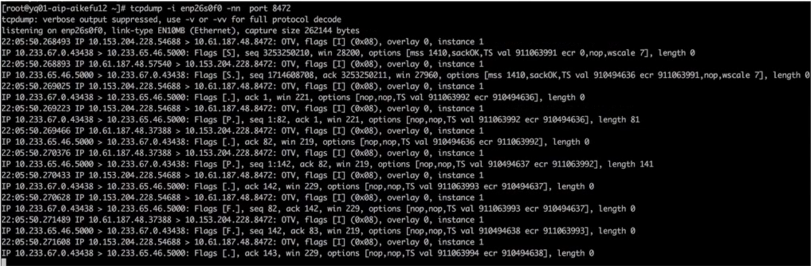 [root@yq01-aip-aikefu12 ~]# tcpdump -i enp26s0f0 -nn  port 8472
tcpdump: verbose output suppressed, use -v or -vv for full protocol decode
listening on enp26s0f0, link-type EN10MB (Ethernet), capture size 262144 bytes
22:05:50.268493 IP 10.153.204.228.54688 > 10.61.187.48.8472: OTV, flags [I] (0x08), overlay 0, instance 1
IP 10.233.67.0.43438 > 10.233.65.46.5000: Flags [S], seq 3253250210, win 28200, options [mss 1410,sackOK,TS val 911063991 ecr 0,nop,wscale 7], length 0
22:05:50.268893 IP 10.61.187.48.57540 > 10.153.204.228.8472: OTV, flags [I] (0x08), overlay 0, instance 1
IP 10.233.65.46.5000 > 10.233.67.0.43438: Flags [S.], seq 1714608708, ack 3253250211, win 27960, options [mss 1410,sackOK,TS val 910494636 ecr 911063991,nop,wscale 7], length 0
22:05:50.269025 IP 10.153.204.228.54688 > 10.61.187.48.8472: OTV, flags [I] (0x08), overlay 0, instance 1
IP 10.233.67.0.43438 > 10.233.65.46.5000: Flags [.], ack 1, win 221, options [nop,nop,TS val 911063992 ecr 910494636], length 0
22:05:50.269223 IP 10.153.204.228.54688 > 10.61.187.48.8472: OTV, flags [I] (0x08), overlay 0, instance 1
IP 10.233.67.0.43438 > 10.233.65.46.5000: Flags [P.], seq 1:82, ack 1, win 221, options [nop,nop,TS val 911063992 ecr 910494636], length 81
22:05:50.269466 IP 10.61.187.48.37388 > 10.153.204.228.8472: OTV, flags [I] (0x08), overlay 0, instance 1
IP 10.233.65.46.5000 > 10.233.67.0.43438: Flags [.], ack 82, win 219, options [nop,nop,TS val 910494636 ecr 911063992], length 0
22:05:50.270376 IP 10.61.187.48.37388 > 10.153.204.228.8472: OTV, flags [I] (0x08), overlay 0, instance 1
IP 10.233.65.46.5000 > 10.233.67.0.43438: Flags [P.], seq 1:142, ack 82, win 219, options [nop,nop,TS val 910494637 ecr 911063992], length 141
22:05:50.270433 IP 10.153.204.228.54688 > 10.61.187.48.8472: OTV, flags [I] (0x08), overlay 0, instance 1
IP 10.233.67.0.43438 > 10.233.65.46.5000: Flags [.], ack 142, win 229, options [nop,nop,TS val 911063993 ecr 910494637], length 0
22:05:50.270628 IP 10.153.204.228.54688 > 10.61.187.48.8472: OTV, flags [I] (0x08), overlay 0, instance 1
IP 10.233.67.0.43438 > 10.233.65.46.5000: Flags [F.], seq 82, ack 142, win 229, options [nop,nop,TS val 911063993 ecr 910494637], length 0
22:05:50.271489 IP 10.61.187.48.37388 > 10.153.204.228.8472: OTV, flags [I] (0x08), overlay 0, instance 1
IP 10.233.65.46.5000 > 10.233.67.0.43438: Flags [F.], seq 142, ack 83, win 219, options [nop,nop,TS val 910494638 ecr 911063993], length 0
22:05:50.271608 IP 10.153.204.228.54688 > 10.61.187.48.8472: OTV, flags [I] (0x08), overlay 0, instance 1
IP 10.233.67.0.43438 > 10.233.65.46.5000: Flags [.], ack 143, win 229, options [nop,nop,TS val 911063994 ecr 910494638], length 0